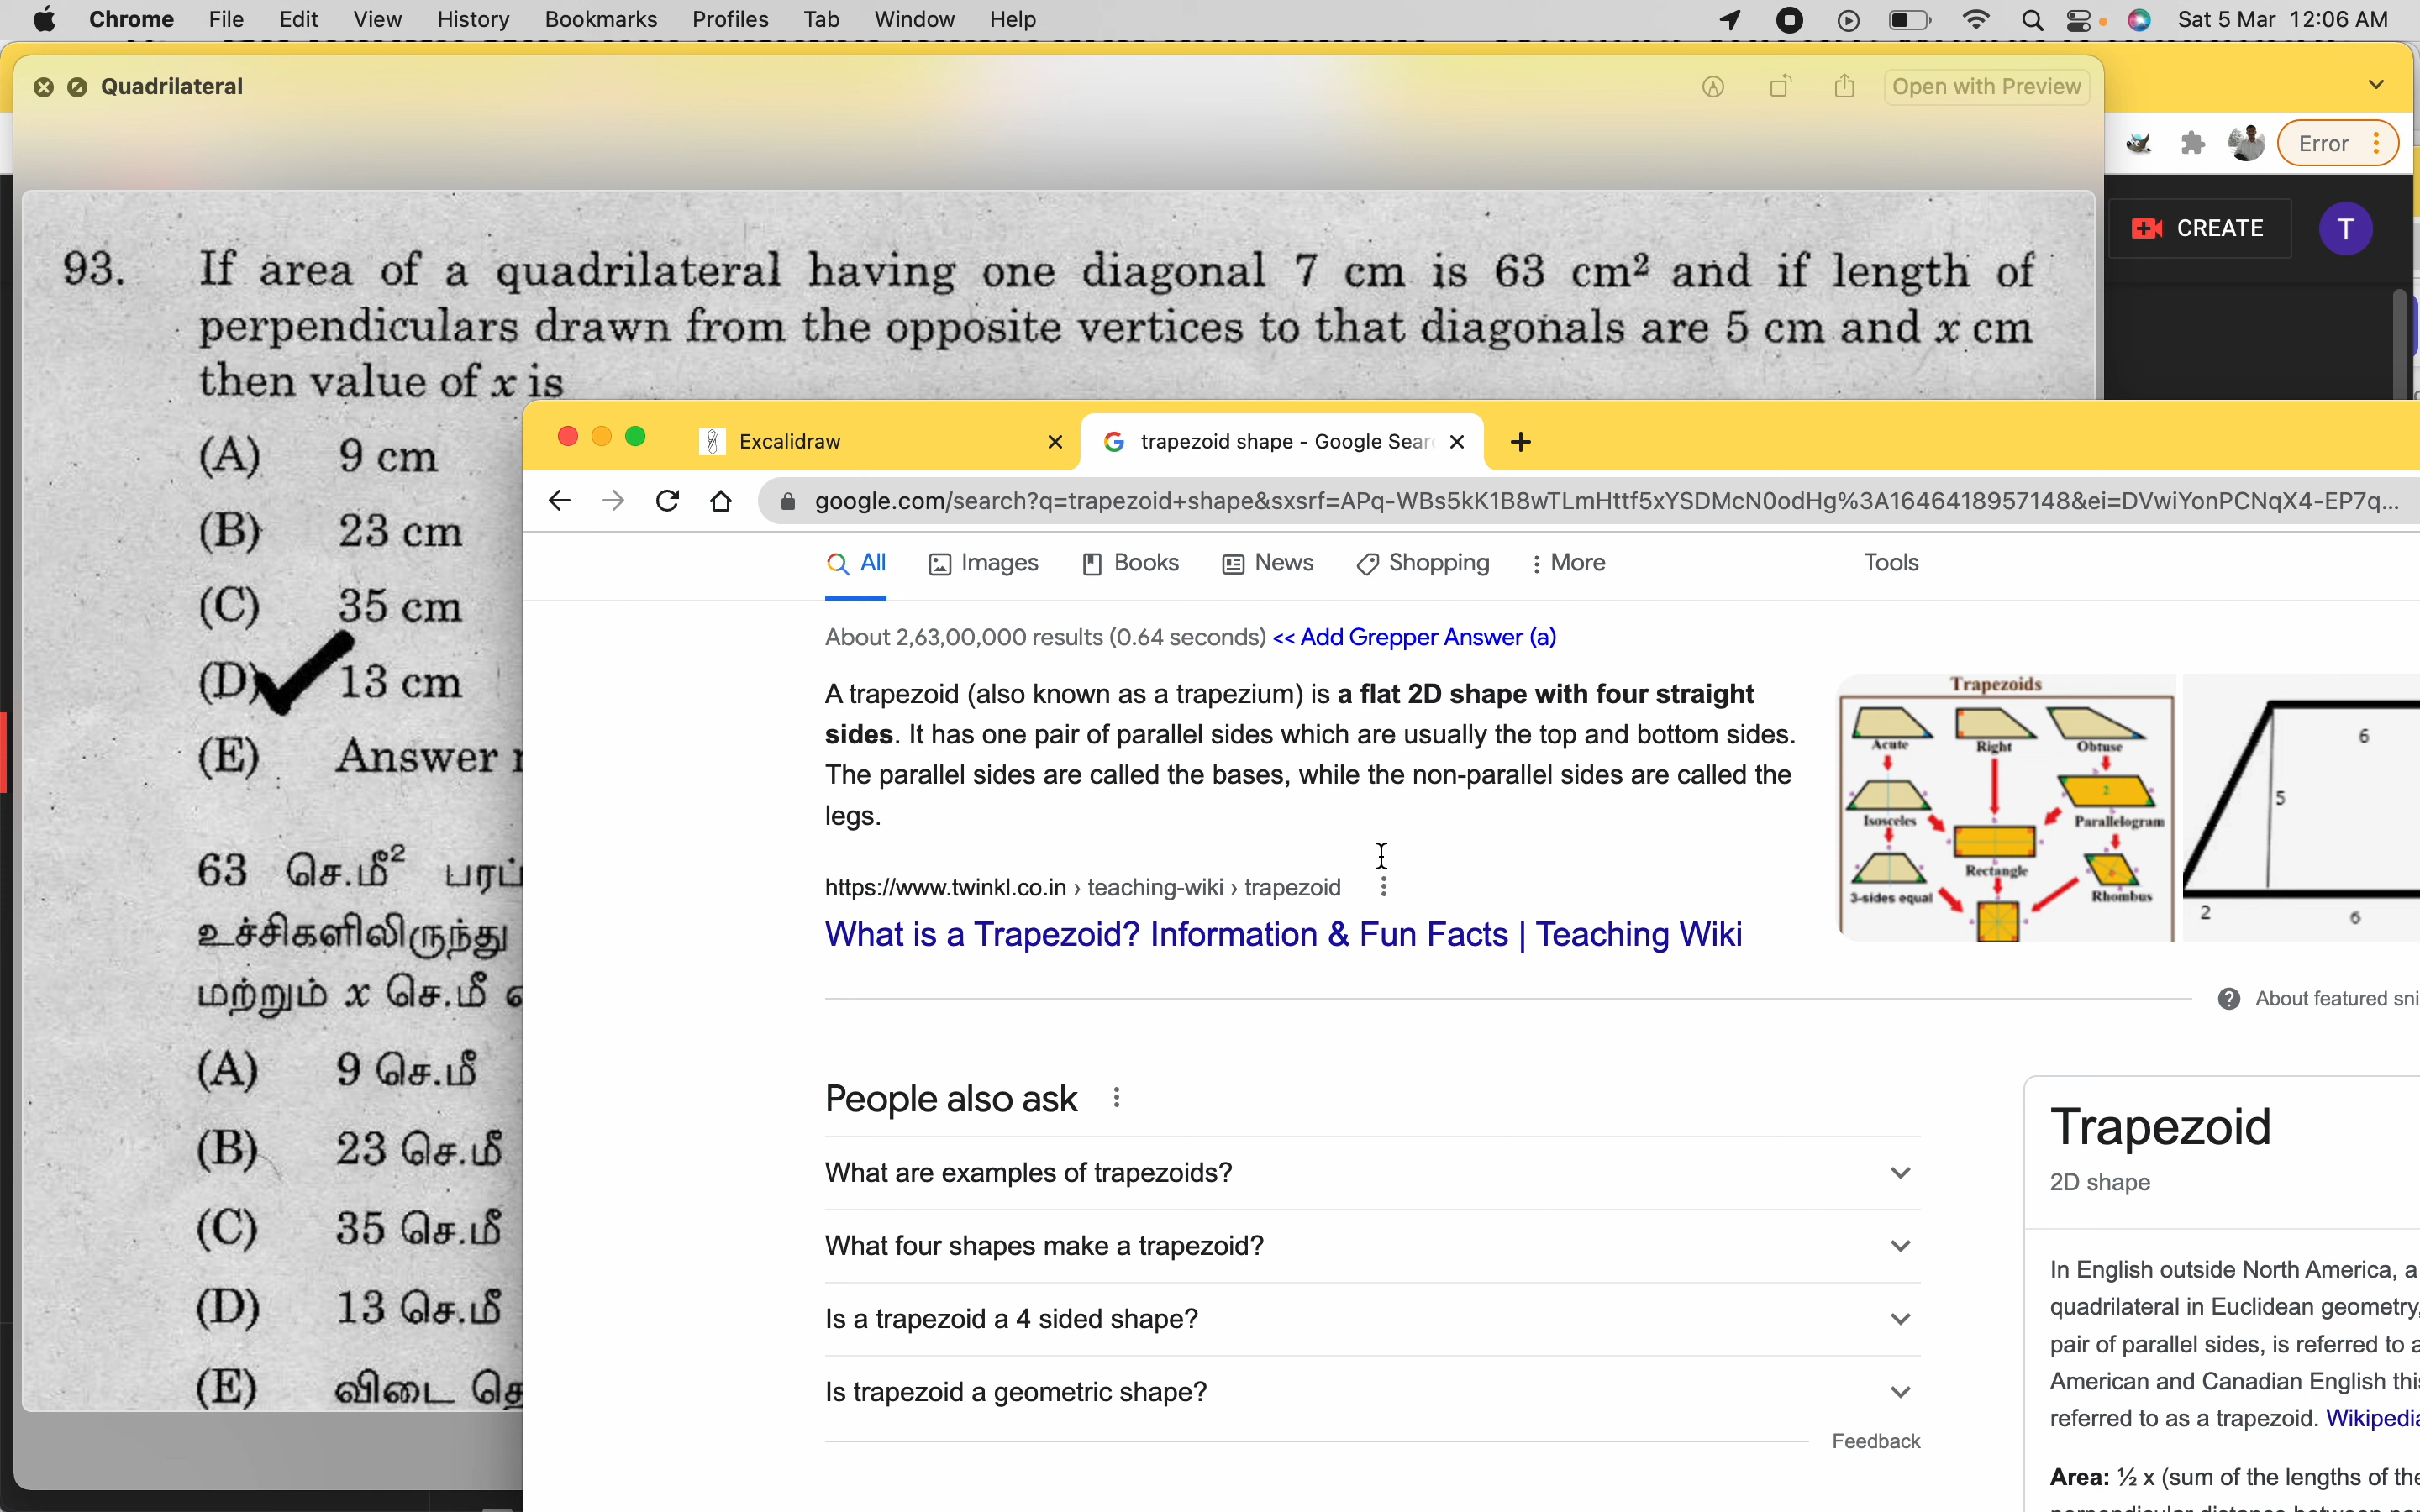 Chrome File Edit View History Bookmarks Profiles Tab Window Help Sat 5 Mar 12:06 AM
Quadrilateral Open with Preview
Error
CREATE T
93. If area of a quadrilateral having one diagonal 7 cm is 63 cm² and if length of
perpendiculars drawn from the opposite vertices to that diagonals are 5 cm and x cm
then value of x is
(A) 9 cm
(B) 23 cm
(C) 35 cm
(D) 13 cm
(E) Answer
63 செ.மீ²
உச்சிகளிலிருந்து
மற்றும் x செ.மீ
(A) 9 செ.மீ
(B) 23 செ.மீ
(C) 35 செ.மீ
(D) 13 செ.மீ
(E) விடை
Excalidraw
trapezoid shape - Google Sear
google.com/search?q=trapezoid+shape&sxsrf=APq-WBs5kK1B8wTLmHttf5xYSDMcN0odHg%3A1646418957148&ei=DVwiYonPCNqX4-EP7q...
All Images Books News Shopping More Tools
About 2,63,00,000 results (0.64 seconds) << Add Grepper Answer (a)
A trapezoid (also known as a trapezium) is a flat 2D shape with four straight
sides. It has one pair of parallel sides which are usually the top and bottom sides.
The parallel sides are called the bases, while the non-parallel sides are called the
legs.
https://www.twinkl.co.in › teaching-wiki › trapezoid
What is a Trapezoid? Information & Fun Facts | Teaching Wiki
Trapezoids
Acute Right Obtuse
Isosceles Parallelogram
Rectangle
3-sides equal Rhombus
2
6
5
2 6
About featured sni
People also ask
What are examples of trapezoids?
What four shapes make a trapezoid?
Is a trapezoid a 4 sided shape?
Is trapezoid a geometric shape?
Feedback
Trapezoid
2D shape
In English outside North America, a
quadrilateral in Euclidean geometry,
pair of parallel sides, is referred to a
American and Canadian English this
referred to as a trapezoid. Wikipedia
Area: ½ x (sum of the lengths of the